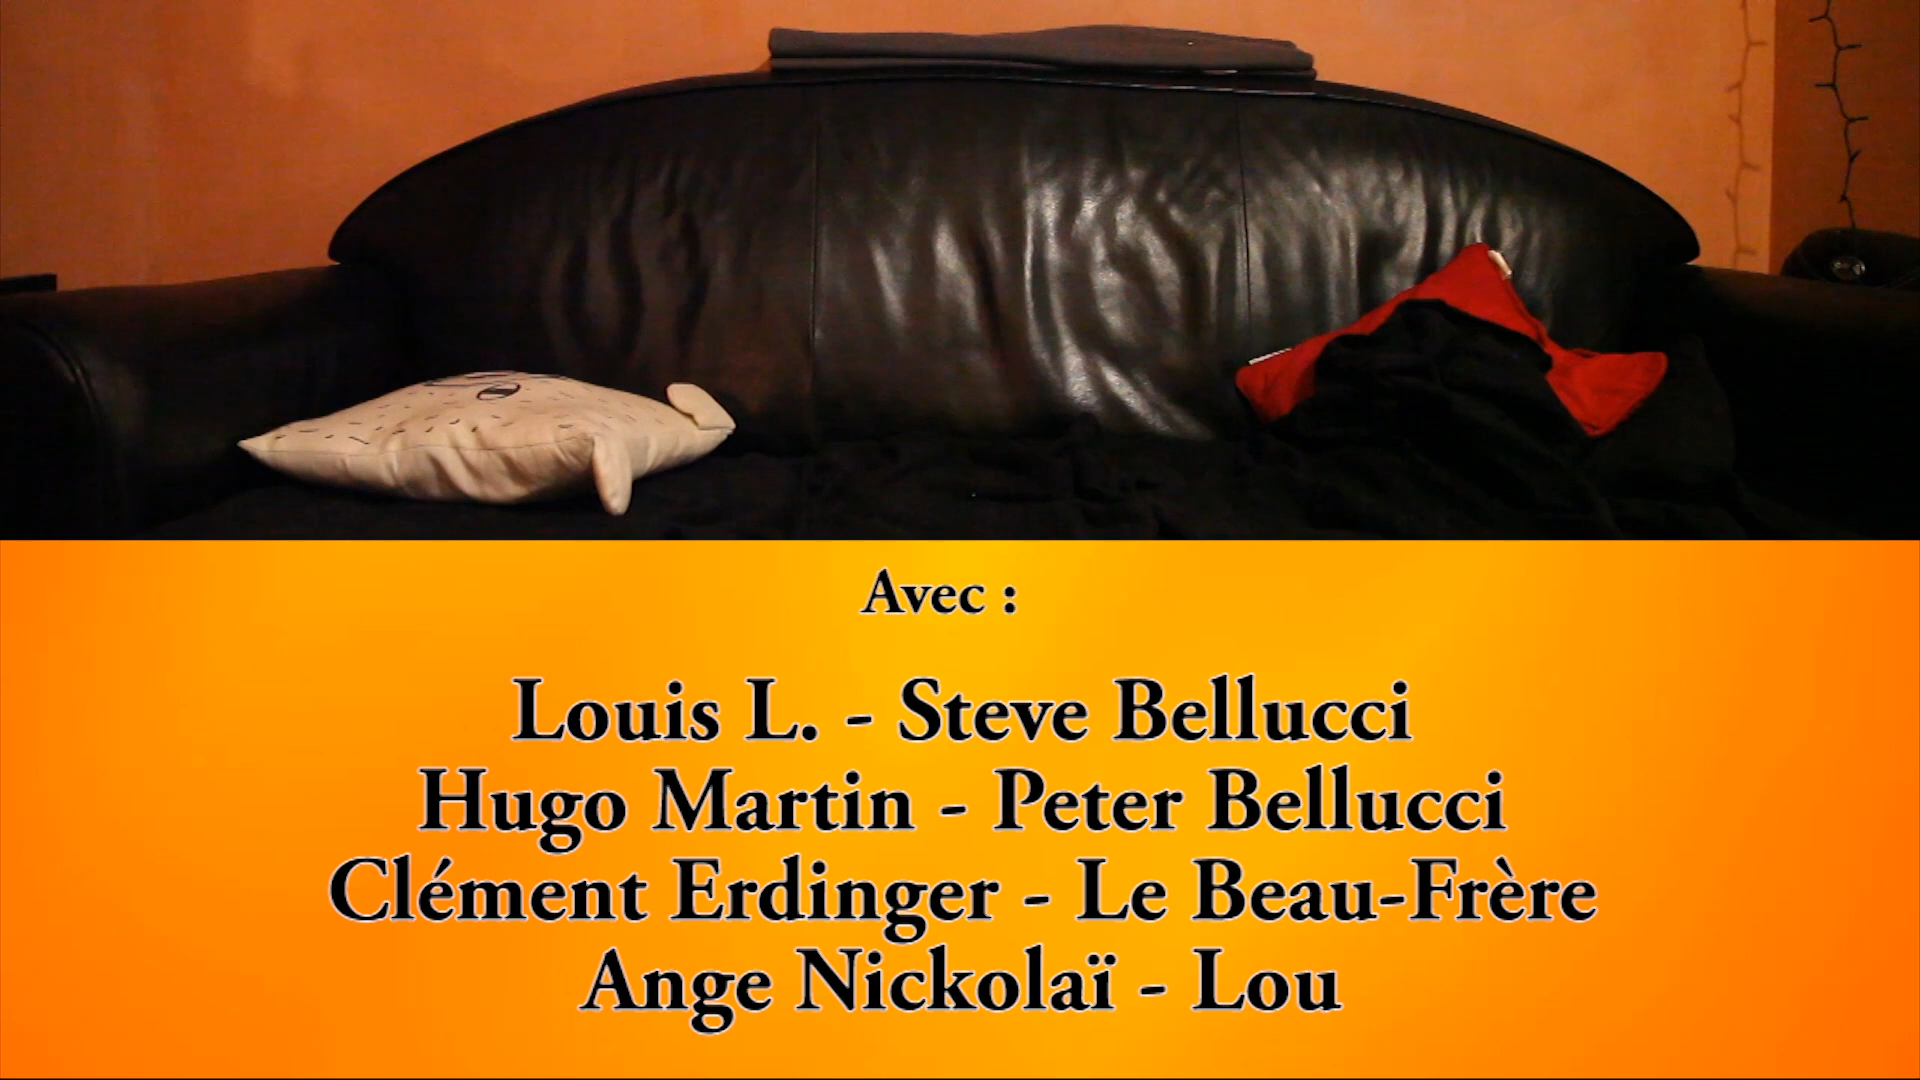 Avec :
Louis L. - Steve Bellucci
Hugo Martin - Peter Bellucci
Clément Erdinger - Le Beau-Frère
Ange Nickolaï - Lou